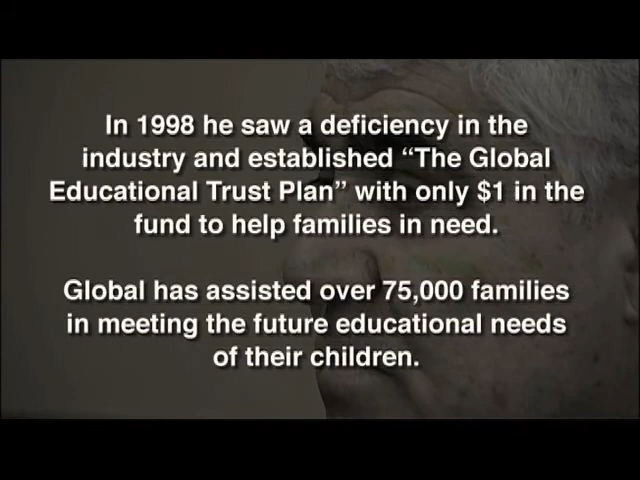 In 1998 he saw a deficiency in the
industry and established “The Global
Educational Trust Plan” with only $1 in the
fund to help families in need.
Global has assisted over 75,000 families
in meeting the future educational needs
of their children.